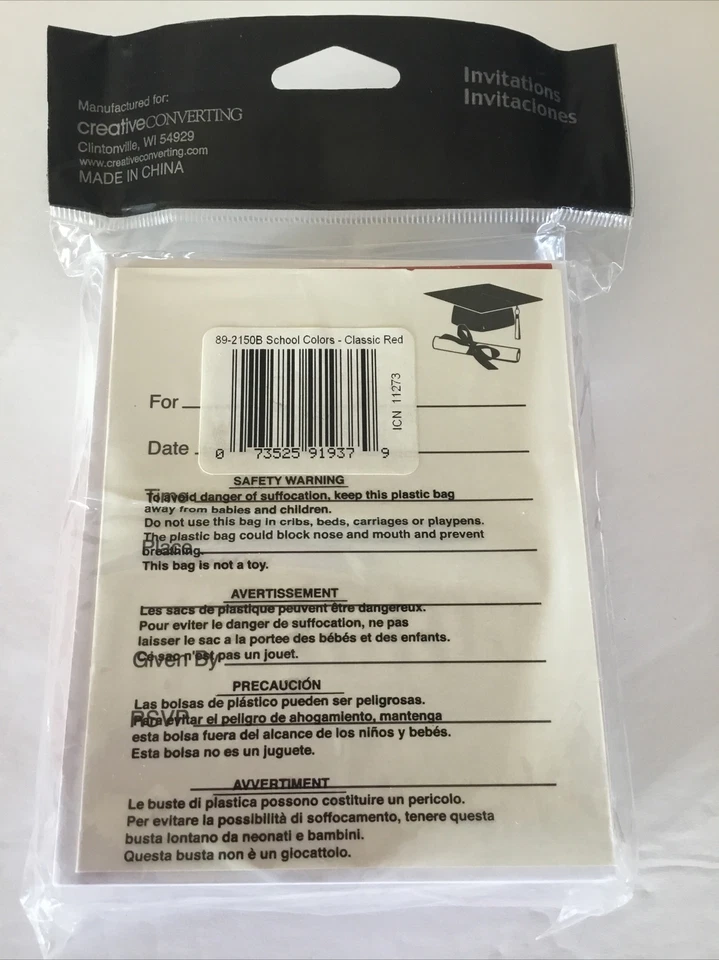 Manufactured for:
creativeCONVERTING
Clintonville, WI 54929
www.creativeconverting.com
MADE IN CHINA
Invitations
Invitaciones
89-2150B School Colors - Classic Red
ICN 11273
0 73525 91937 9
For
Date
SAFETY WARNING
Time
To avoid danger of suffocation, keep this plastic bag
away from babies and children.
Do not use this bag in cribs, beds, carriages or playpens.
The plastic bag could block nose and mouth and prevent
Place
breathing.
This bag is not a toy.
AVERTISSEMENT
Les sacs de plastique peuvent être dangereux.
Pour eviter le danger de suffocation, ne pas
laisser le sac a la portee des bébés et des enfants.
Ce sac n'est pas un jouet.
Given By
PRECAUCIÓN
Las bolsas de plástico pueden ser peligrosas.
RSVP
Para evitar el peligro de ahogamiento, mantenga
esta bolsa fuera del alcance de los niños y bebés.
Esta bolsa no es un juguete.
AVVERTIMENT
Le buste di plastica possono costituire un pericolo.
Per evitare la possibilità di soffocamento, tenere questa
busta lontano da neonati e bambini.
Questa busta non è un giocattolo.